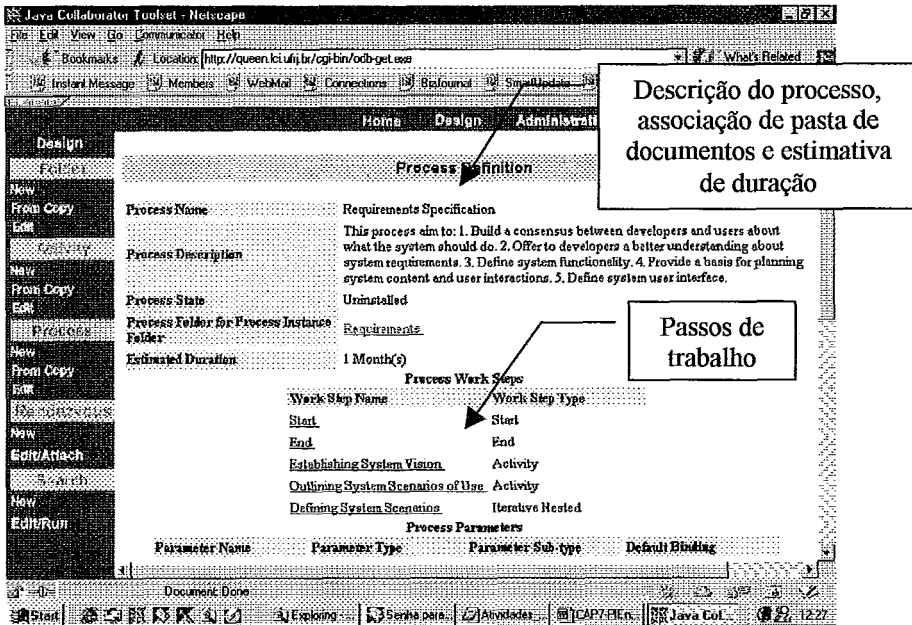 Java Collaborator Toolset - Netscape
File Edit View Go Communicator Help
Bookmarks Location: http://queen.lci.ufrj.br/cgi-bin/odb-get.exe What's Related
Instant Message Members WebMail Connections BizJournal SmartUpdate
Home Design Administrati
Descrição do processo,
associação de pasta de
documentos e estimativa
de duração
Design
Folder
New
From Copy
Edit
Activity
New
From Copy
Edit
Process
New
From Copy
Edit
New
Edit/Attach
Search
New
Edit/Run
Process Definition
Process Name Requirements Specification
Process Description This process aim to: 1. Build a consensus between developers and users about
what the system should do. 2. Offer to developers a better understanding about
system requirements. 3. Define system functionality. 4. Provide a basis for planning
system content and user interactions. 5. Define system user interface.
Process State Uninstalled
Process Folder for Process Instance
Folder Requirements
Estimated Duration 1 Month(s)
Passos de
trabalho
Process Work Steps
Work Step Name Work Step Type
Start Start
End End
Establishing System Vision Activity
Outlining System Scenarios of Use Activity
Defining System Scenarios Iterative Nested
Process Parameters
Parameter Name Parameter Type Parameter Sub-type Default Binding
Document: Done
Start Exploring -... Senha para... Atividades_... CAP7-PIEn... Java Col... 12:27